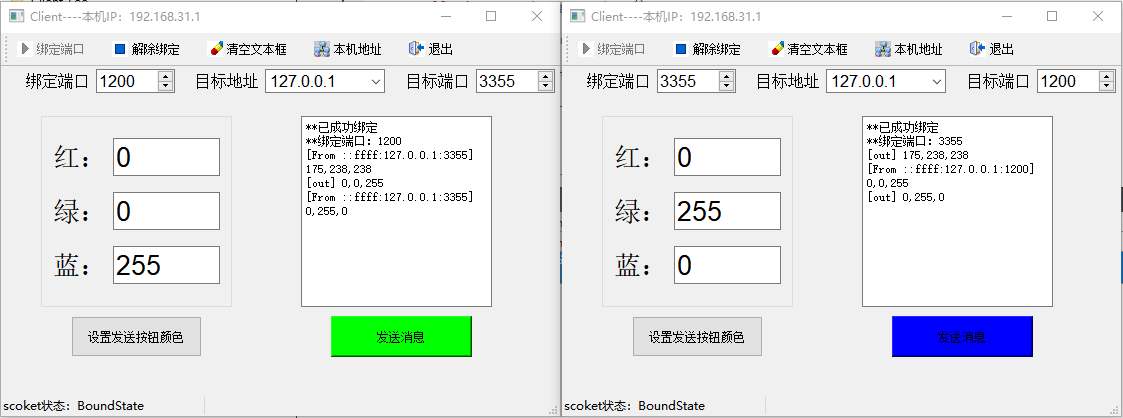 Client----本机IP：192.168.31.1
绑定端口 解除绑定 清空文本框 本机地址 退出
绑定端口 1200 目标地址 127.0.0.1 目标端口 3355
**已成功绑定
**绑定端口：1200
[From ::ffff:127.0.0.1:3355]
175,238,238
[out] 0,0,255
[From ::ffff:127.0.0.1:3355]
0,255,0
红： 0
绿： 0
蓝： 255
设置发送按钮颜色 发送消息
scoket状态：BoundState
Client----本机IP：192.168.31.1
绑定端口 解除绑定 清空文本框 本机地址 退出
绑定端口 3355 目标地址 127.0.0.1 目标端口 1200
**已成功绑定
**绑定端口：3355
[out] 175,238,238
[From ::ffff:127.0.0.1:1200]
0,0,255
[out] 0,255,0
红： 0
绿： 255
蓝： 0
设置发送按钮颜色 发送消息
scoket状态：BoundState